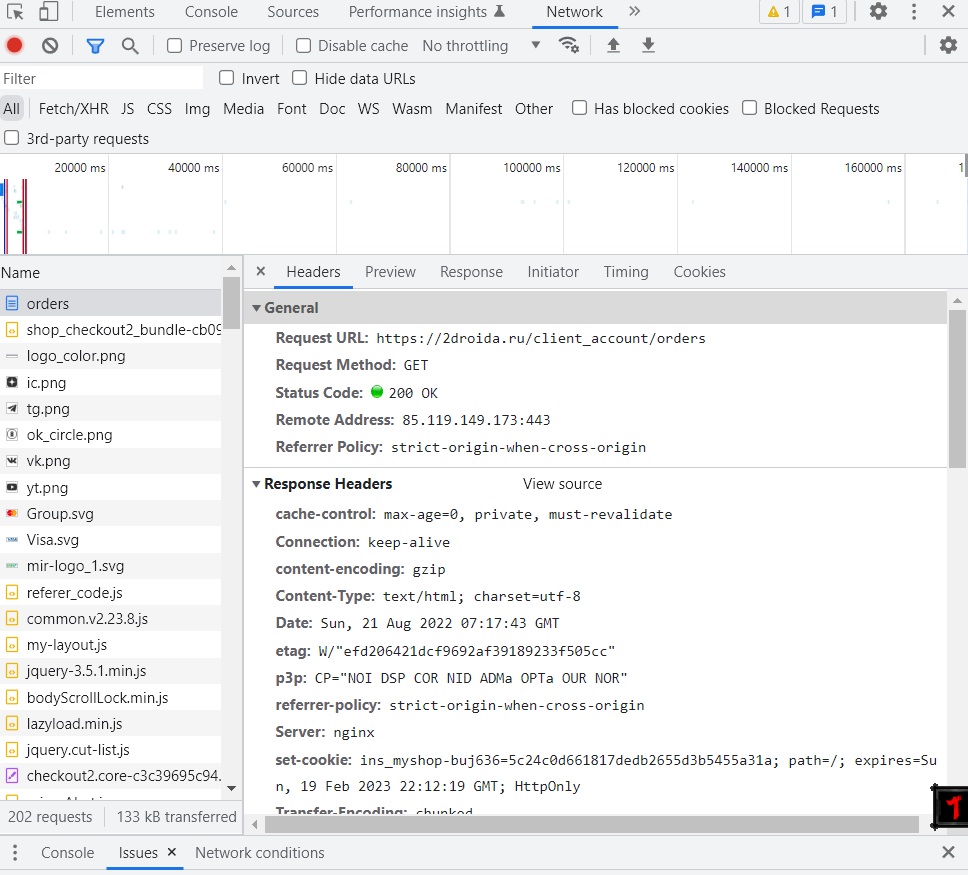 Elements Console Sources Performance insights Network 1 1
Preserve log Disable cache No throttling
Filter Invert Hide data URLs
All Fetch/XHR JS CSS Img Media Font Doc WS Wasm Manifest Other Has blocked cookies Blocked Requests
3rd-party requests
20000 ms 40000 ms 60000 ms 80000 ms 100000 ms 120000 ms 140000 ms 160000 ms 1
Name
orders
shop_checkout2_bundle-cb09
logo_color.png
ic.png
tg.png
ok_circle.png
vk.png
yt.png
Group.svg
Visa.svg
mir-logo_1.svg
referer_code.js
common.v2.23.8.js
my-layout.js
jquery-3.5.1.min.js
bodyScrollLock.min.js
lazyload.min.js
jquery.cut-list.js
checkout2.core-c3c39695c94.
202 requests 133 kB transferred
Headers Preview Response Initiator Timing Cookies
General
Request URL: https://2droida.ru/client_account/orders
Request Method: GET
Status Code: 200 OK
Remote Address: 85.119.149.173:443
Referrer Policy: strict-origin-when-cross-origin
Response Headers View source
cache-control: max-age=0, private, must-revalidate
Connection: keep-alive
content-encoding: gzip
Content-Type: text/html; charset=utf-8
Date: Sun, 21 Aug 2022 07:17:43 GMT
etag: W/"efd206421dcf9692af39189233f505cc"
p3p: CP="NOI DSP COR NID ADMa OPTa OUR NOR"
referrer-policy: strict-origin-when-cross-origin
Server: nginx
set-cookie: ins_myshop-buj636=5c24c0d661817dedb2655d3b5455a31a; path=/; expires=Su
n, 19 Feb 2023 22:12:19 GMT; HttpOnly
Transfer-Encoding: chunked
Console Issues Network conditions